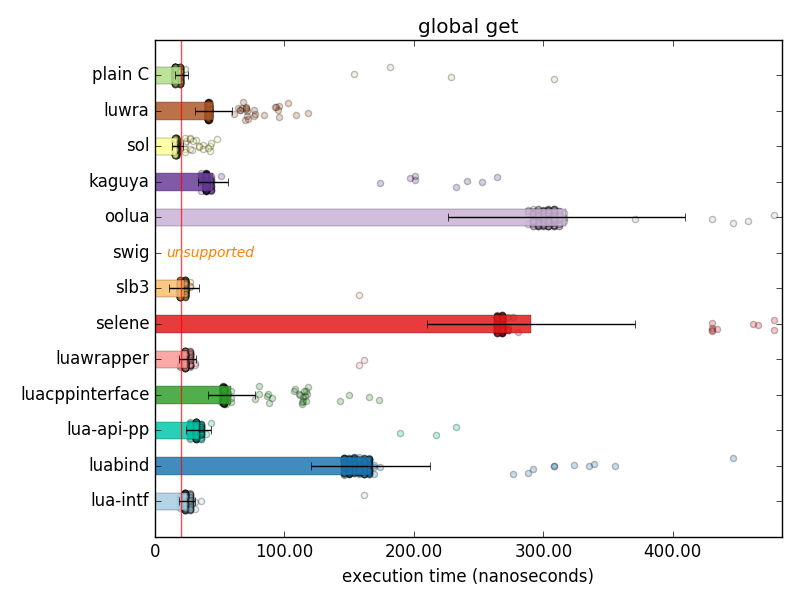 global get
plain C
luwra
sol
kaguya
oolua
swig unsupported
slb3
selene
luawrapper
luacppinterface
lua-api-pp
luabind
lua-intf
0 100.00 200.00 300.00 400.00
execution time (nanoseconds)